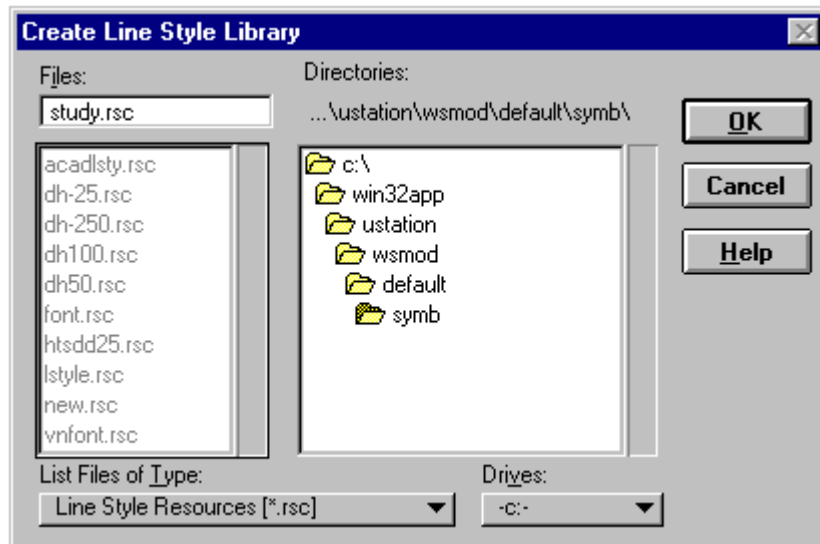 Create Line Style Library
Files:
study.rsc
acadlsty.rsc
dh-25.rsc
dh-250.rsc
dh100.rsc
dh50.rsc
font.rsc
htsdd25.rsc
lstyle.rsc
new.rsc
vnfont.rsc
List Files of Type:
Line Style Resources [*.rsc]
Directories:
...\ustation\wsmod\default\symb\
c:\
win32app
ustation
wsmod
default
symb
Drives:
-c:-
OK
Cancel
Help